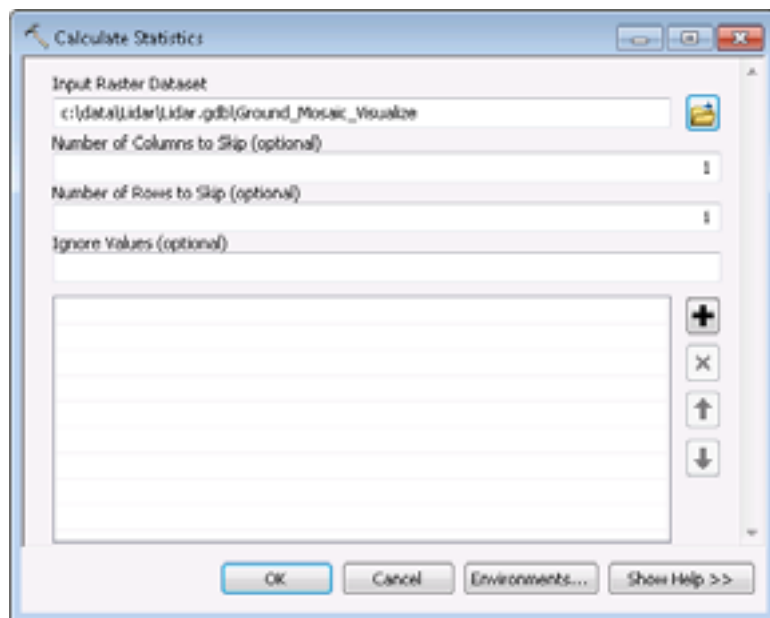 Calculate Statistics
Input Raster Dataset
c:\data\Lidar\Lidar.gdb\Ground_Mosaic_Visualize
Number of Columns to Skip (optional)
1
Number of Rows to Skip (optional)
1
Ignore Values (optional)
OK Cancel Environments... Show Help >>